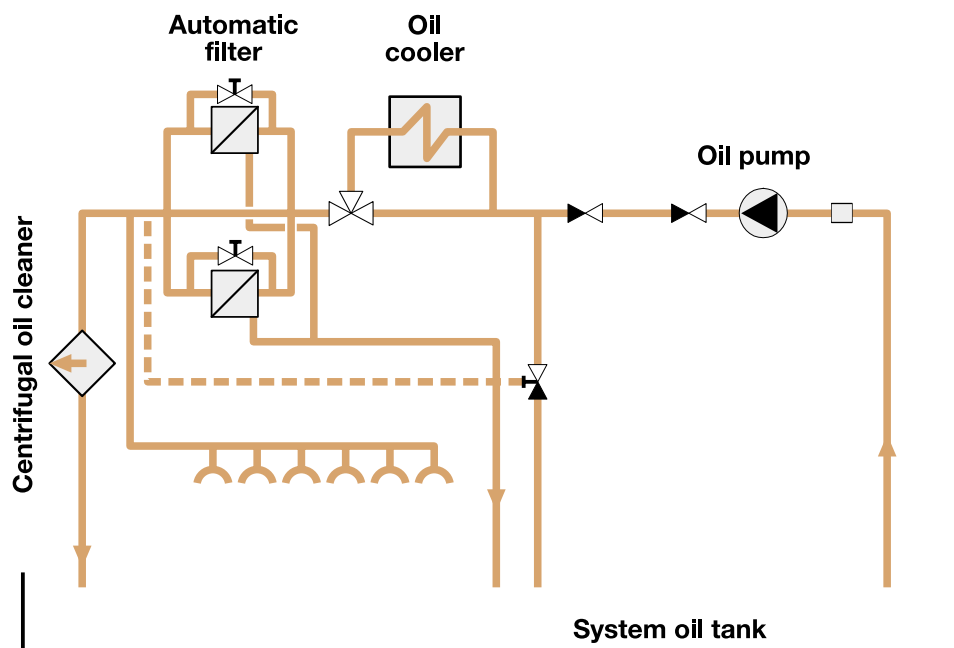 Automatic
filter
Oil
cooler
Oil pump
Centrifugal oil cleaner
System oil tank